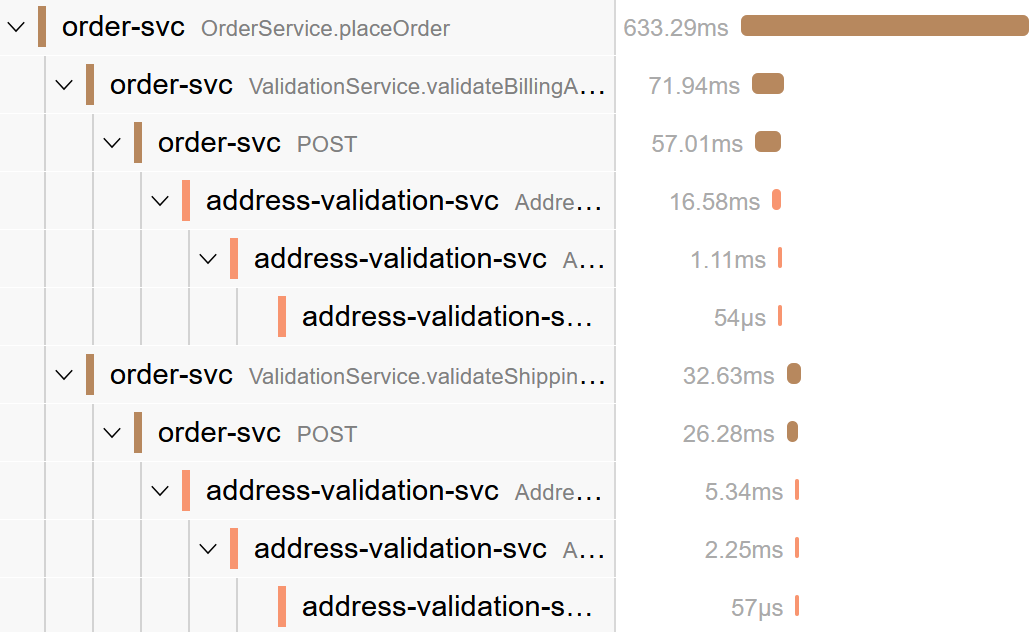 order-svc OrderService.placeOrder 633.29ms
order-svc ValidationService.validateBillingA... 71.94ms
order-svc POST 57.01ms
address-validation-svc Addre... 16.58ms
address-validation-svc A... 1.11ms
address-validation-s... 54μs
order-svc ValidationService.validateShippin... 32.63ms
order-svc POST 26.28ms
address-validation-svc Addre... 5.34ms
address-validation-svc A... 2.25ms
address-validation-s... 57μs